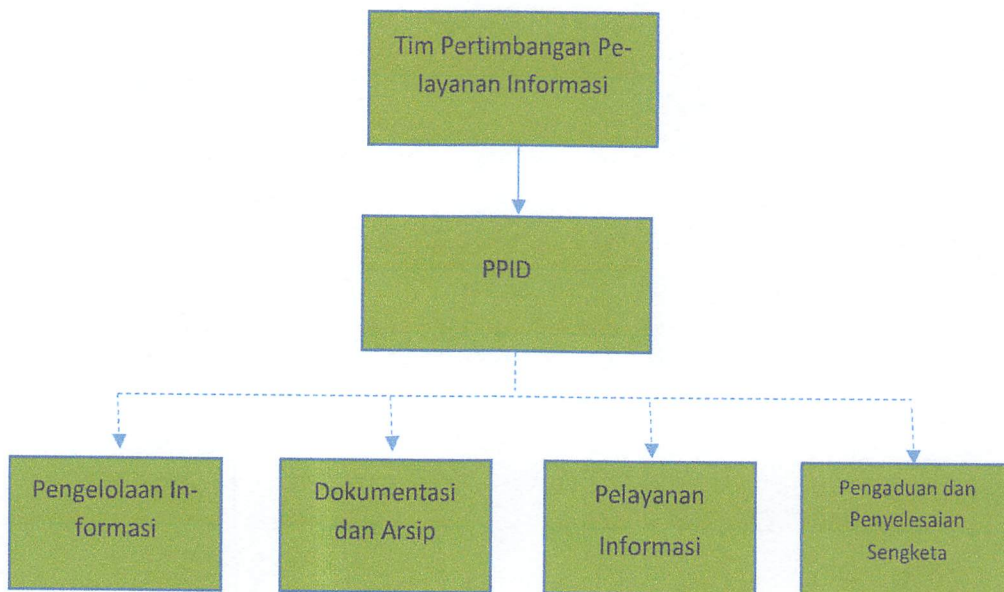 Tim Pertimbangan Pe-
layanan Informasi
PPID
Pengelolaan In-
formasi
Dokumentasi
dan Arsip
Pelayanan
Informasi
Pengaduan dan
Penyelesaian
Sengketa